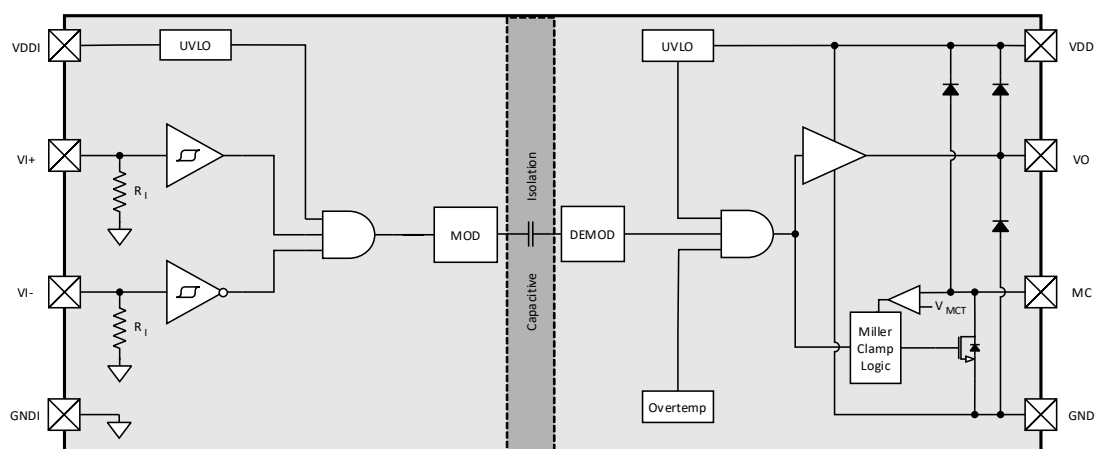 VDDI
UVLO
UVLO
VDD
VI+
R I
Isolation
VO
MOD
DEMOD
VI-
R I
Capacitive
MC
V MCT
Miller
Clamp
Logic
Overtemp
GNDI
GND